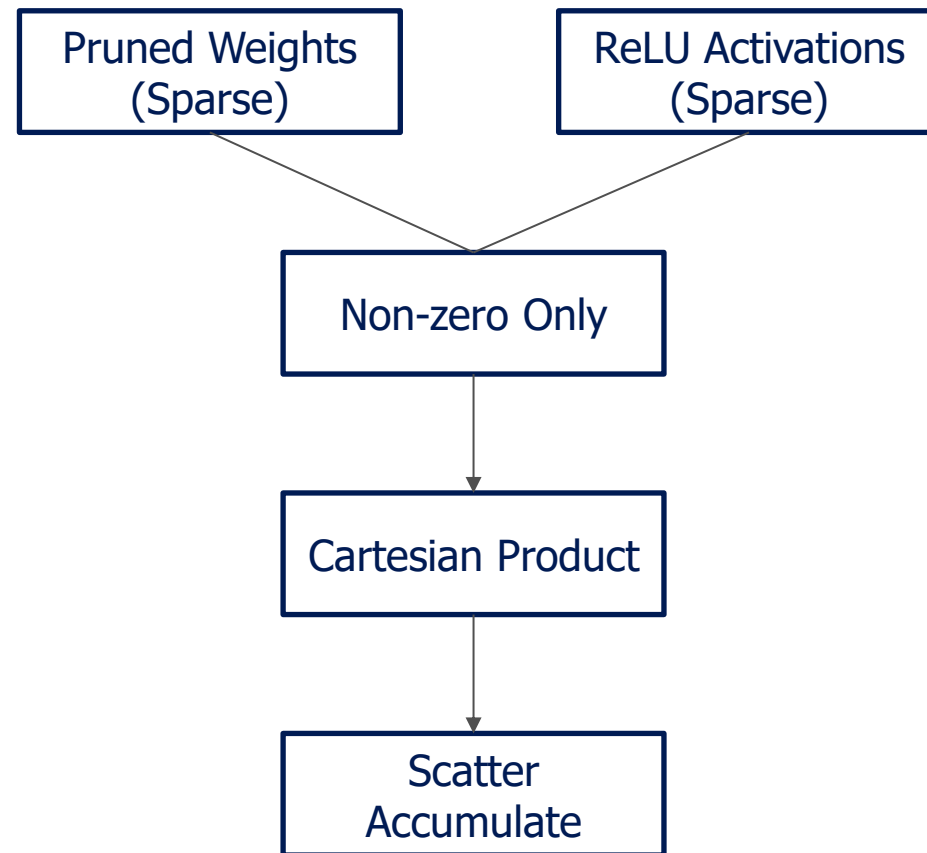 Pruned Weights
(Sparse)
ReLU Activations
(Sparse)
Non-zero Only
Cartesian Product
Scatter
Accumulate